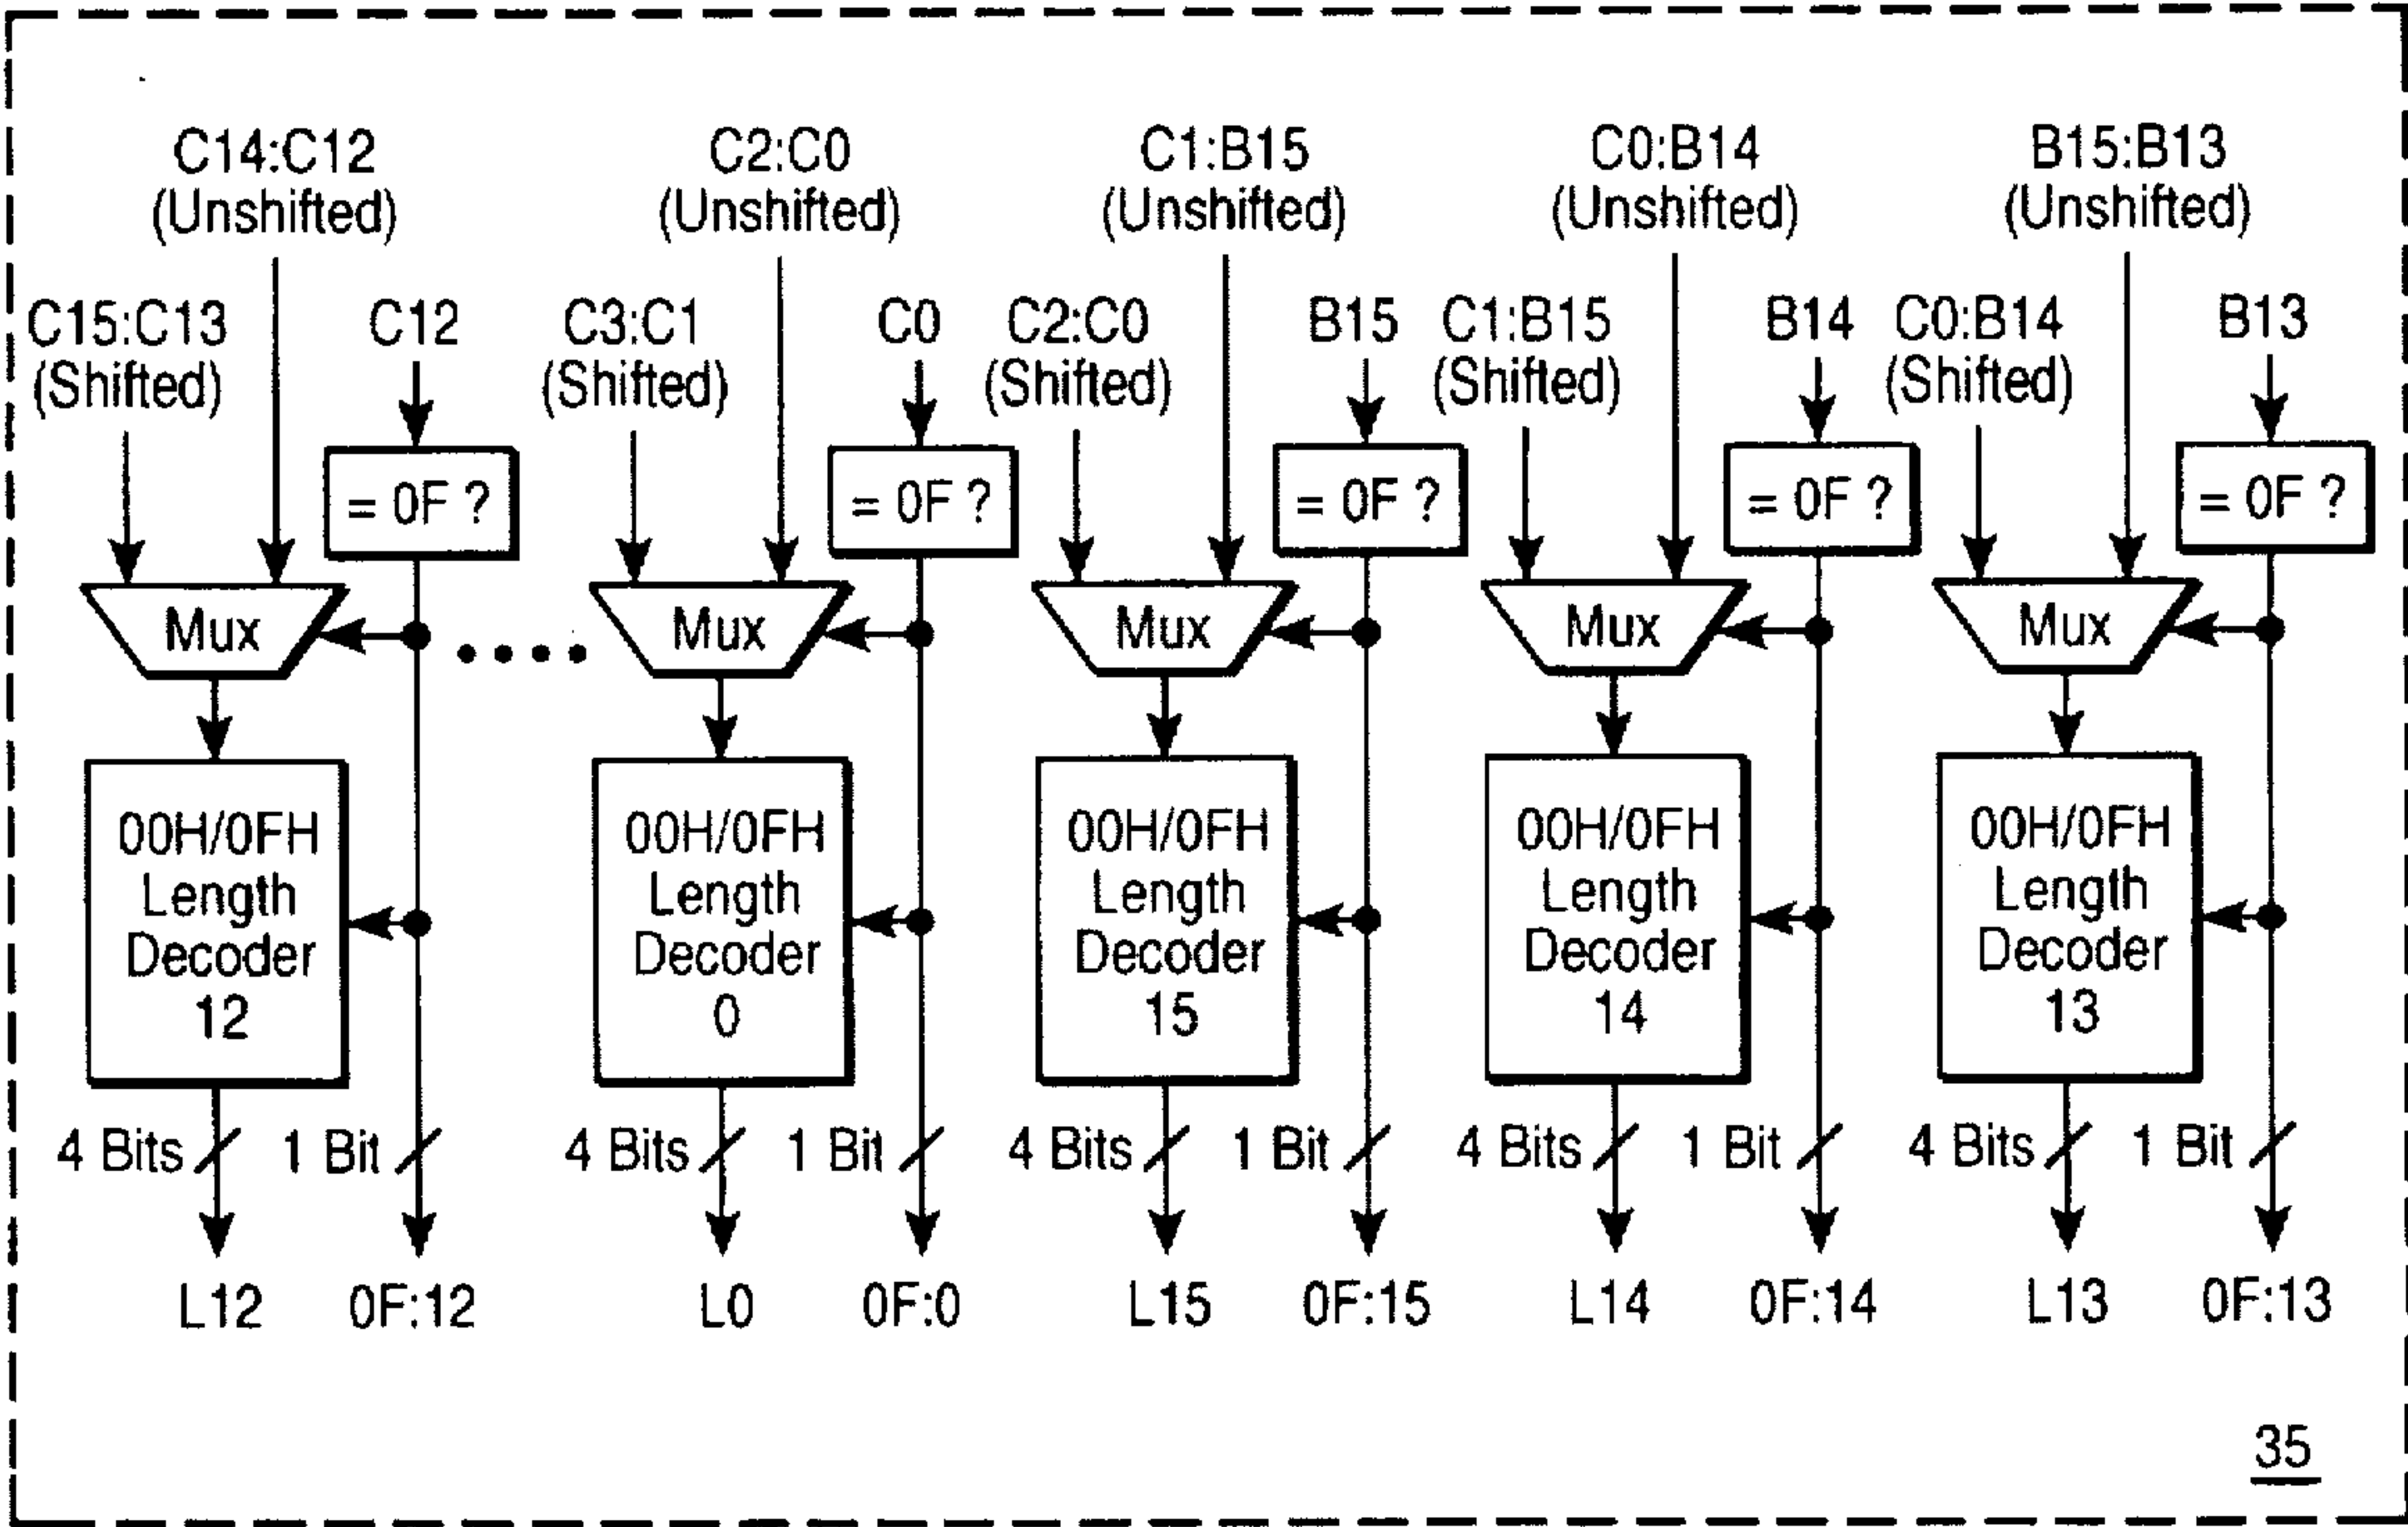 C14:C12
(Unshifted)
C2:C0
(Unshifted)
C1:B15
(Unshifted)
C0:B14
(Unshifted)
B15:B13
(Unshifted)
C15:C13
(Shifted)
C12
C3:C1
(Shifted)
C0
C2:C0
(Shifted)
B15
C1:B15
(Shifted)
B14
C0:B14
(Shifted)
B13
= 0F ?
= 0F ?
= 0F ?
= 0F ?
= 0F ?
Mux
Mux
Mux
Mux
Mux
00H/0FH
Length
Decoder
12
00H/0FH
Length
Decoder
0
00H/0FH
Length
Decoder
15
00H/0FH
Length
Decoder
14
00H/0FH
Length
Decoder
13
4 Bits
1 Bit
4 Bits
1 Bit
4 Bits
1 Bit
4 Bits
1 Bit
4 Bits
1 Bit
L12
0F:12
L0
0F:0
L15
0F:15
L14
0F:14
L13
0F:13
35